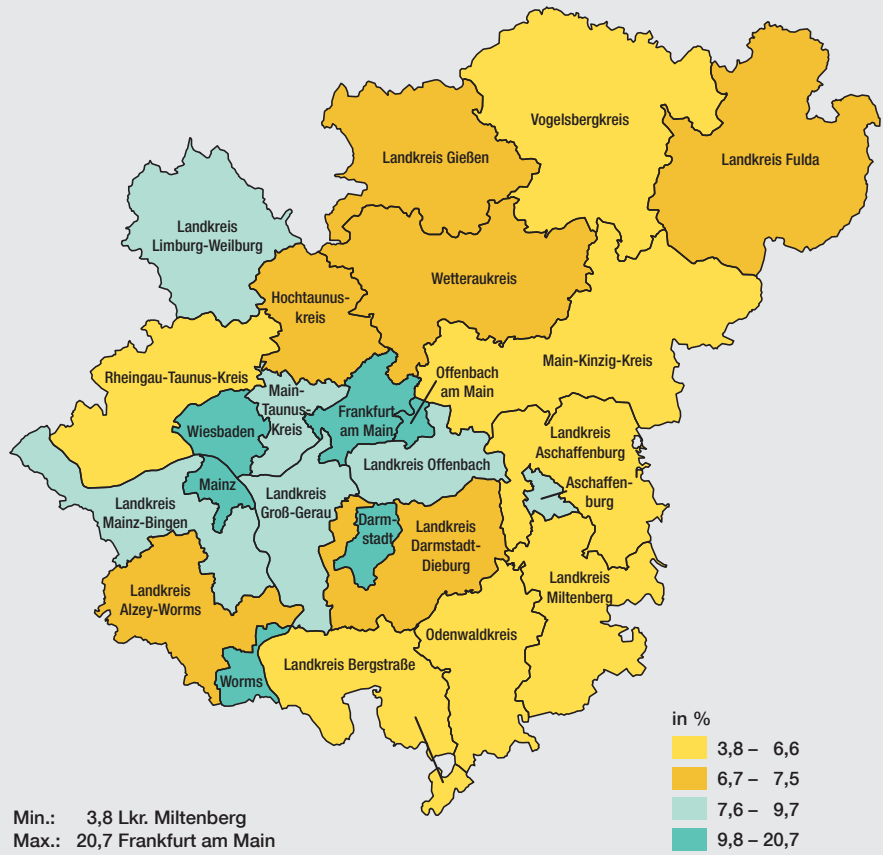 Vogelsbergkreis
Landkreis Gießen
Landkreis Fulda
Landkreis
Limburg-Weilburg
Wetteraukreis
Hochtaunus-
kreis
Main-Kinzig-Kreis
Rheingau-Taunus-Kreis
Offenbach
am Main
Main-
Taunus-
Kreis
Frankfurt
am Main
Wiesbaden
Landkreis
Aschaffenburg
Landkreis Offenbach
Mainz
Aschaffen-
burg
Landkreis
Mainz-Bingen
Landkreis
Groß-Gerau
Darm-
stadt
Landkreis
Darmstadt-
Dieburg
Landkreis
Miltenberg
Landkreis
Alzey-Worms
Odenwaldkreis
Landkreis Bergstraße
Worms
in %
3,8 – 6,6
6,7 – 7,5
7,6 – 9,7
9,8 – 20,7
Min.: 3,8 Lkr. Miltenberg
Max.: 20,7 Frankfurt am Main